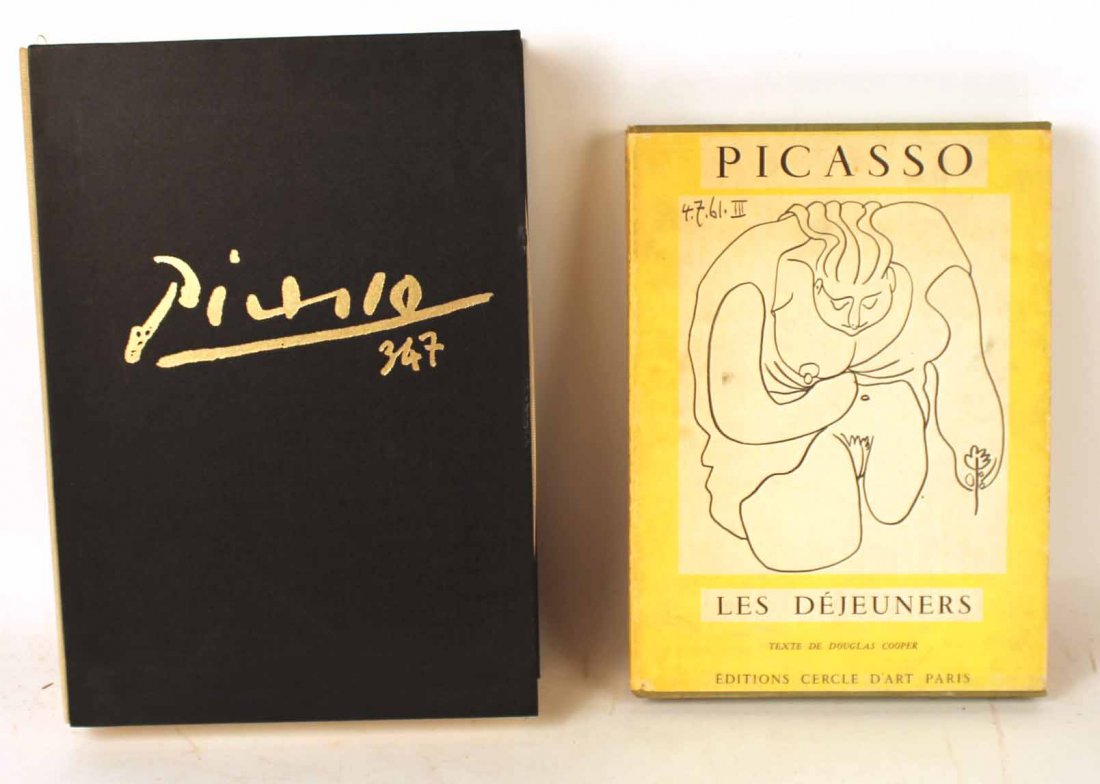 Picasso
347
PICASSO
4.7.61. III
LES DÉJEUNERS
TEXTE DE DOUGLAS COOPER
ÉDITIONS CERCLE D'ART PARIS